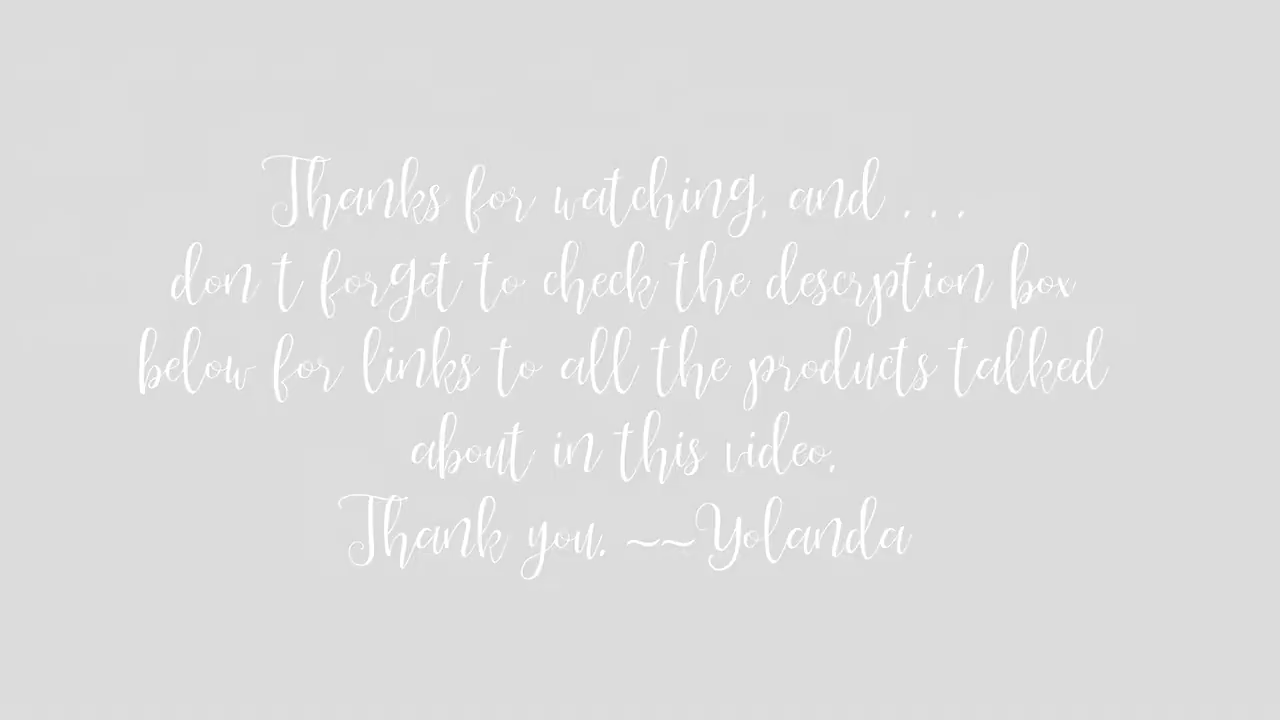 Thanks for watching, and . . .
don t forget to check the descrption box
below for links to all the products talked
about in this video.
Thank you. ~~Yolanda